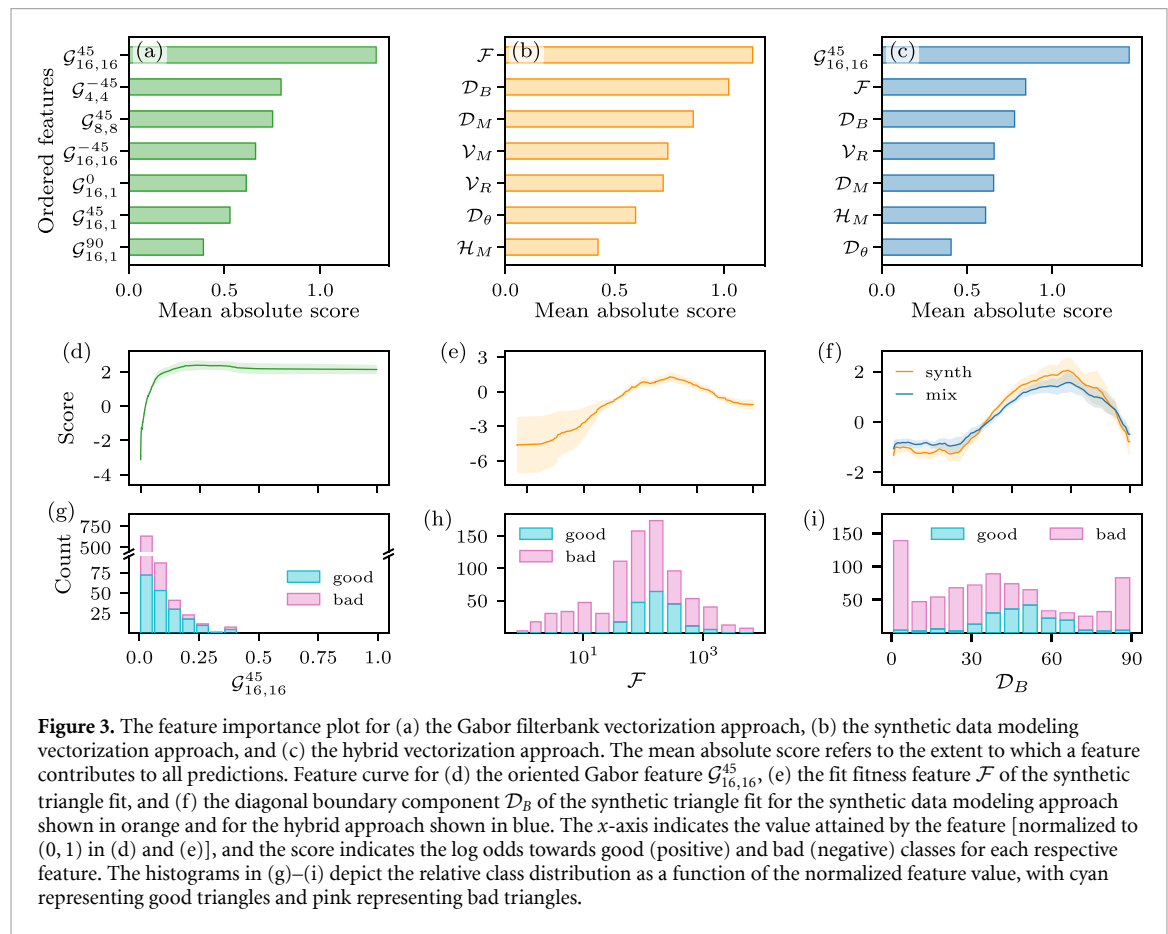 (a)
Ordered features
𝒢^{45}_{16,16}
𝒢^{−45}_{4,4}
𝒢^{45}_{8,8}
𝒢^{−45}_{16,16}
𝒢^{0}_{16,1}
𝒢^{45}_{16,1}
𝒢^{90}_{16,1}
0.0 0.5 1.0
Mean absolute score
(b)
ℱ
𝒟_B
𝒟_M
𝒱_M
𝒱_R
𝒟_θ
ℋ_M
0.0 0.5 1.0
Mean absolute score
(c)
𝒢^{45}_{16,16}
ℱ
𝒟_B
𝒱_R
𝒟_M
ℋ_M
𝒟_θ
0.0 0.5 1.0
Mean absolute score
(d)
Score
2
0
-2
-4
(e)
3
0
-3
-6
(f)
2
0
-2
synth
mix
(g)
Count
750
500
75
50
25
good
bad
0.0 0.25 0.75 0.75 1.0
𝒢^{45}_{16,16}
(h)
150
100
50
good
bad
10^1 10^3
ℱ
(i)
150
100
50
good bad
0 30 60 90
𝒟_B
Figure 3. The feature importance plot for (a) the Gabor filterbank vectorization approach, (b) the synthetic data modeling
vectorization approach, and (c) the hybrid vectorization approach. The mean absolute score refers to the extent to which a feature
contributes to all predictions. Feature curve for (d) the oriented Gabor feature 𝒢^{45}_{16,16}, (e) the fit fitness feature ℱ of the synthetic
triangle fit, and (f) the diagonal boundary component 𝒟_B of the synthetic triangle fit for the synthetic data modeling approach
shown in orange and for the hybrid approach shown in blue. The x-axis indicates the value attained by the feature [normalized to
(0, 1) in (d) and (e)], and the score indicates the log odds towards good (positive) and bad (negative) classes for each respective
feature. The histograms in (g)–(i) depict the relative class distribution as a function of the normalized feature value, with cyan
representing good triangles and pink representing bad triangles.